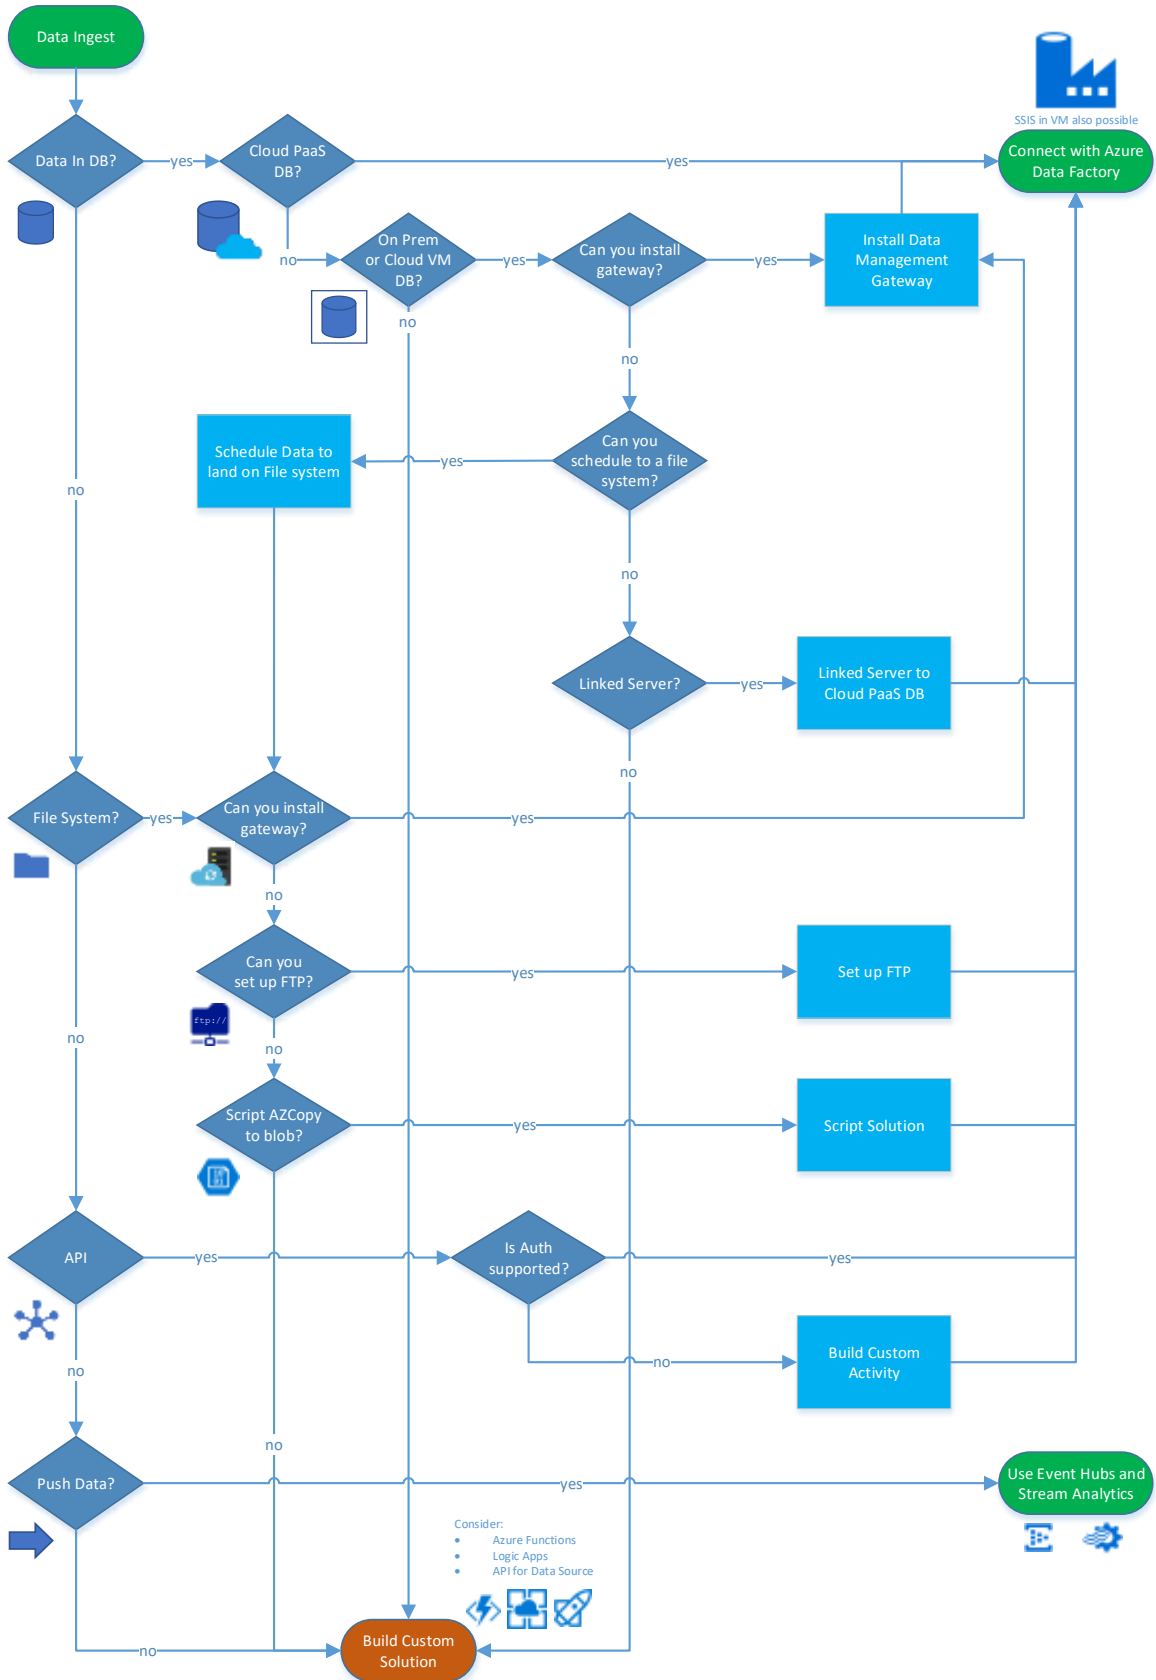 Data Ingest
SSIS in VM also possible
Data In DB?
yes
Cloud PaaS
DB?
yes
Connect with Azure
Data Factory
no
On Prem
or Cloud VM
DB?
yes
Can you install
gateway?
yes
Install Data
Management
Gateway
no
no
Schedule Data to
land on File system
yes
Can you
schedule to a file
system?
no
no
Linked Server?
yes
Linked Server to
Cloud PaaS DB
no
File System?
yes
Can you install
gateway?
yes
no
Can you
set up FTP?
yes
Set up FTP
ftp://
no
no
Script AZCopy
to blob?
yes
Script Solution
API
yes
Is Auth
supported?
yes
no
no
Build Custom
Activity
no
Push Data?
yes
Use Event Hubs and
Stream Analytics
Consider:
• Azure Functions
• Logic Apps
• API for Data Source
no
Build Custom
Solution